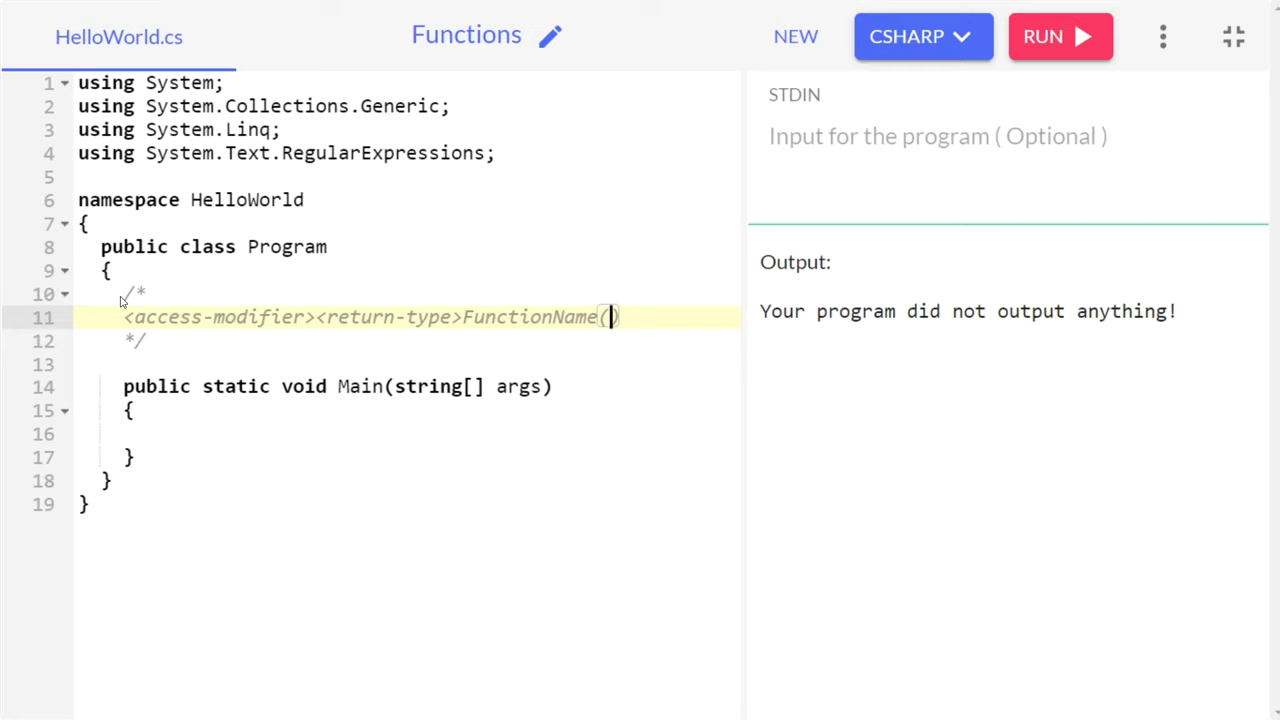 HelloWorld.cs
Functions
NEW
CSHARP
RUN
1 using System;
2 using System.Collections.Generic;
3 using System.Linq;
4 using System.Text.RegularExpressions;
5
6 namespace HelloWorld
7 {
8 public class Program
9 {
10 /*
11 <access-modifier><return-type>FunctionName()
12 */
13
14 public static void Main(string[] args)
15 {
16
17 }
18 }
19 }
STDIN
Input for the program ( Optional )
Output:
Your program did not output anything!